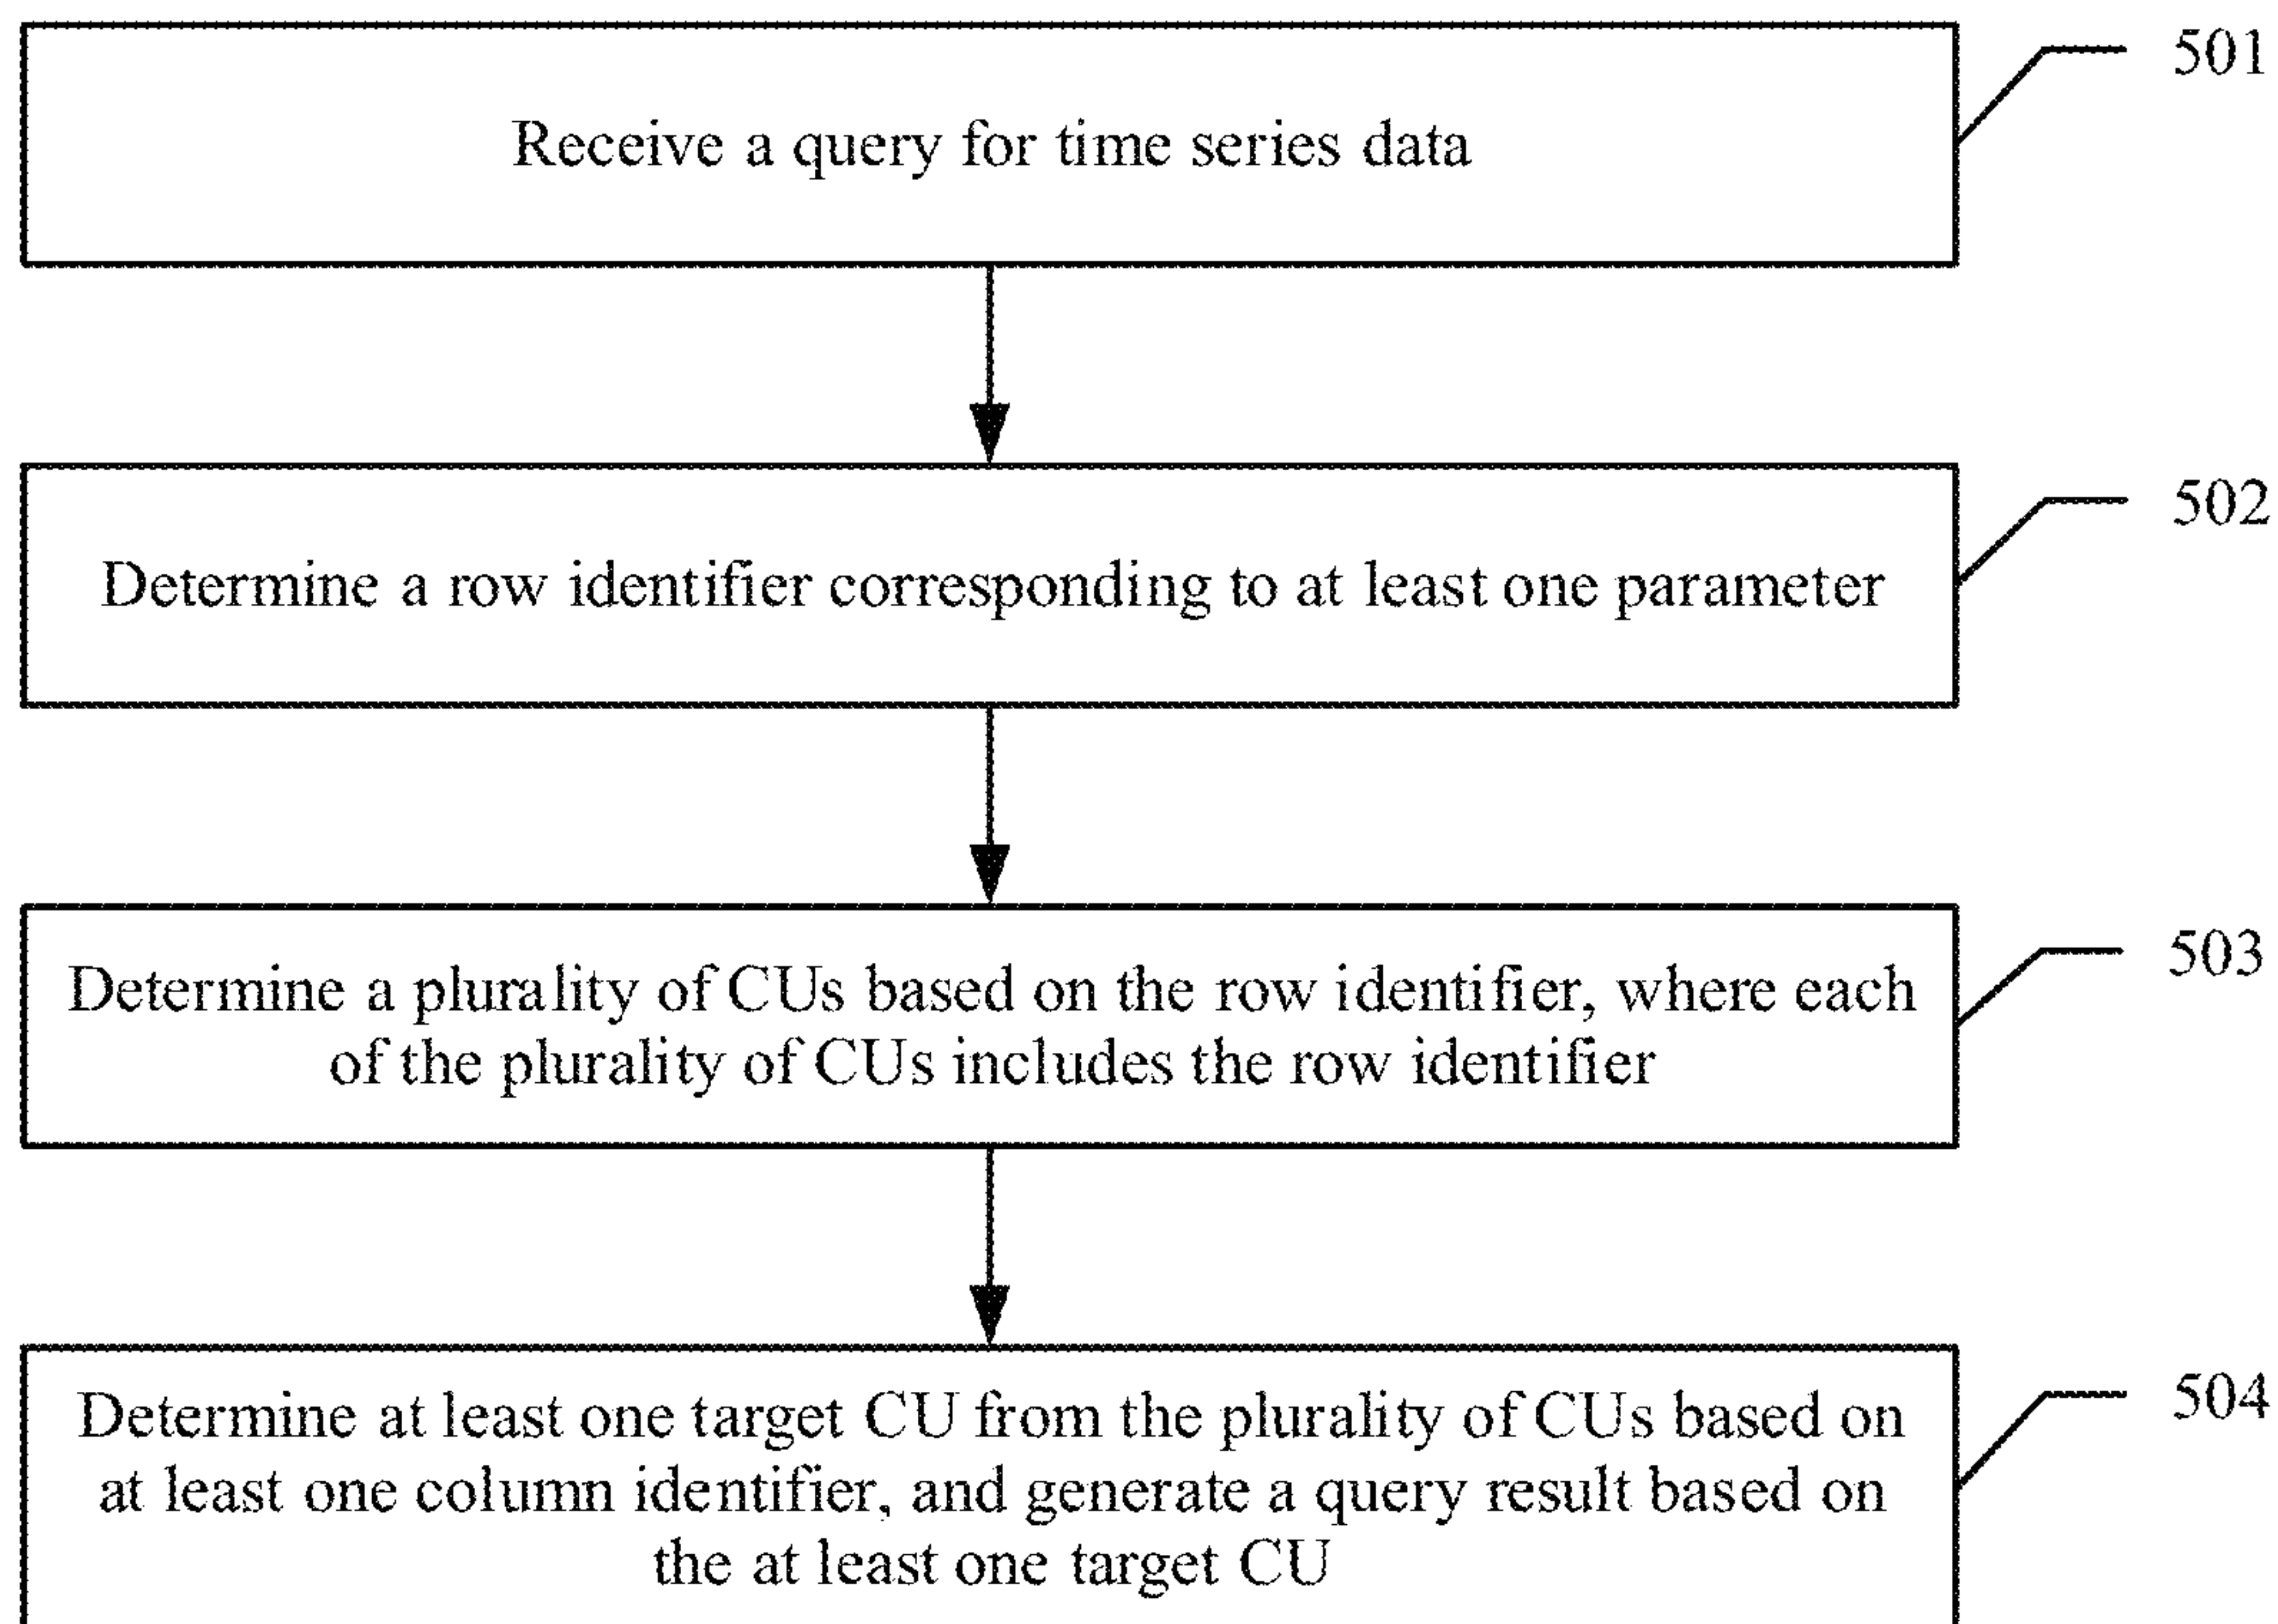 Receive a query for time series data
501
Determine a row identifier corresponding to at least one parameter
502
Determine a plurality of CUs based on the row identifier, where each
of the plurality of CUs includes the row identifier
503
Determine at least one target CU from the plurality of CUs based on
at least one column identifier, and generate a query result based on
the at least one target CU
504